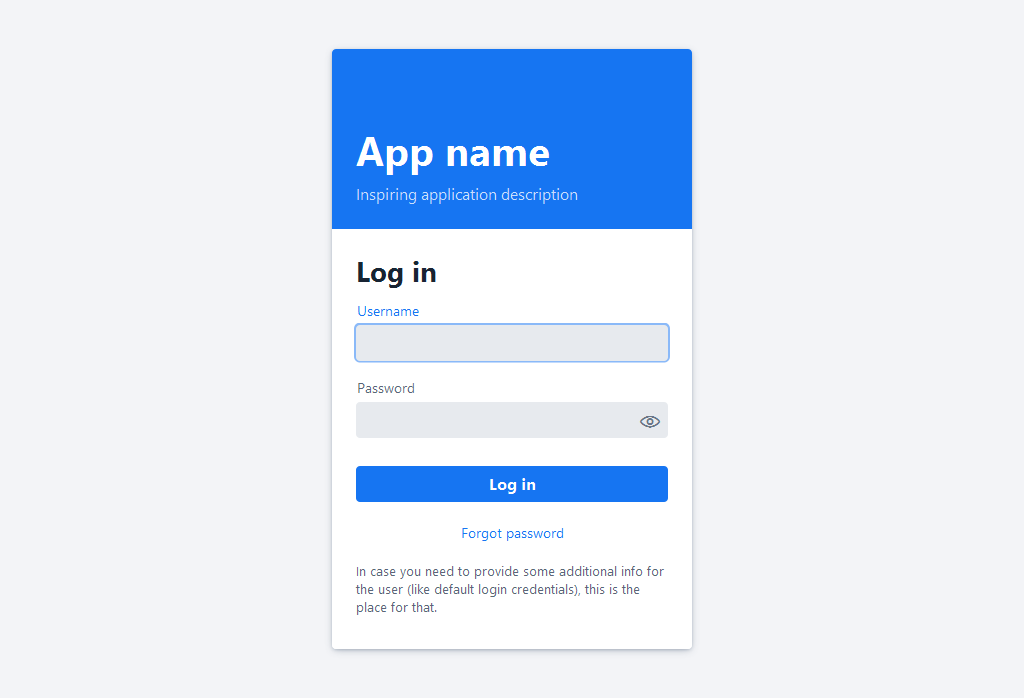 App name
Inspiring application description
Log in
Username
Password
Log in
Forgot password
In case you need to provide some additional info for
the user (like default login credentials), this is the
place for that.